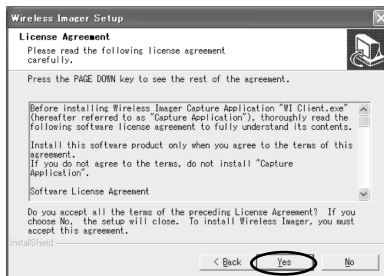 Wireless Imager Setup
License Agreement
Please read the following license agreement
carefully.
Press the PAGE DOWN key to see the rest of the agreement.
Before installing Wireless Imager Capture Application "WI Client.exe"
(hereafter referred to as "Capture Application"), thoroughly read the
following software license agreement to fully understand its contents.
Install this software product only when you agree to the terms of this
agreement.
If you do not agree to the terms, do not install "Capture
Application".
Software License Agreement
Do you accept all the terms of the preceding License Agreement? If you
choose No, the setup will close. To install Wireless Imager, you must
accept this agreement.
InstallShield
< Back Yes No